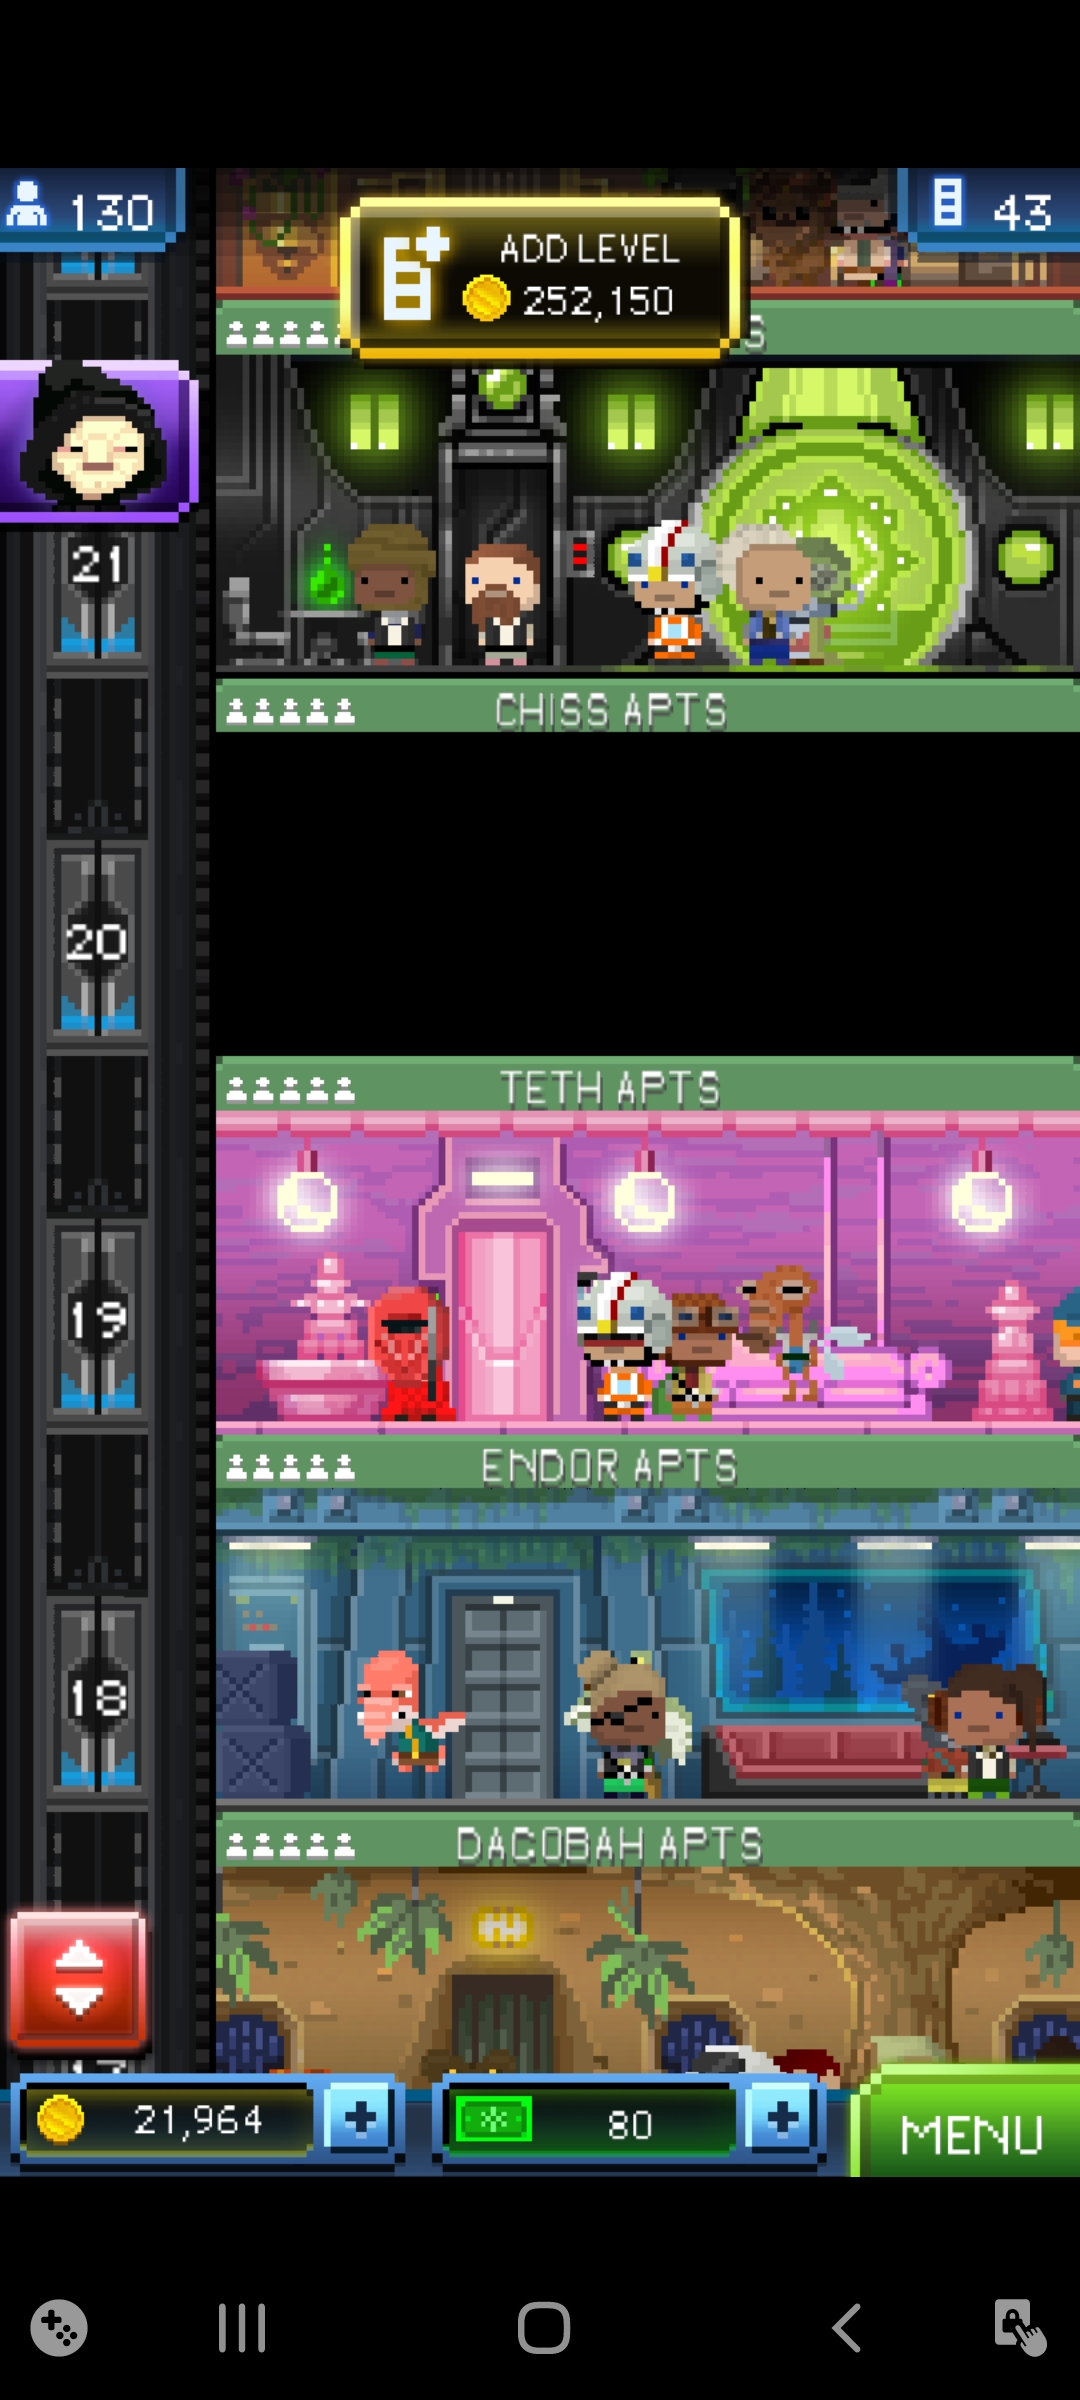 130
ADD LEVEL
252,150
43
S
21
CHISS APTS
20
TETH APTS
19
ENDOR APTS
18
DAGOBAH APTS
21,964
80
MENU